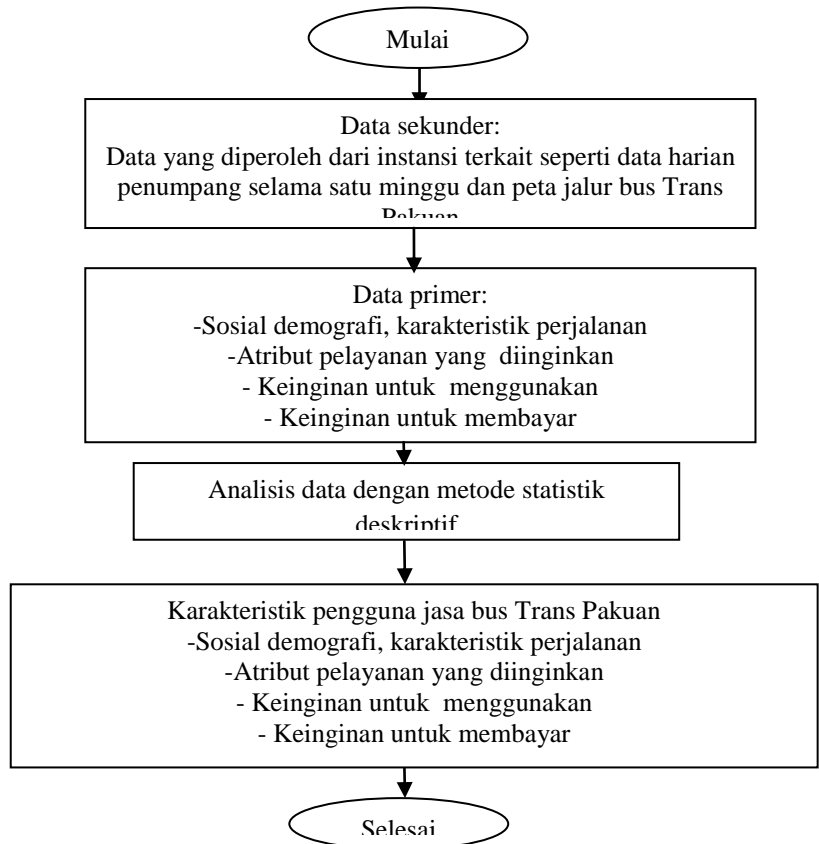 Mulai
Data sekunder:
Data yang diperoleh dari instansi terkait seperti data harian
penumpang selama satu minggu dan peta jalur bus Trans
Pakuan
Data primer:
-Sosial demografi, karakteristik perjalanan
-Atribut pelayanan yang diinginkan
- Keinginan untuk menggunakan
- Keinginan untuk membayar
Analisis data dengan metode statistik
deskriptif
Karakteristik pengguna jasa bus Trans Pakuan
-Sosial demografi, karakteristik perjalanan
-Atribut pelayanan yang diinginkan
- Keinginan untuk menggunakan
- Keinginan untuk membayar
Selesai